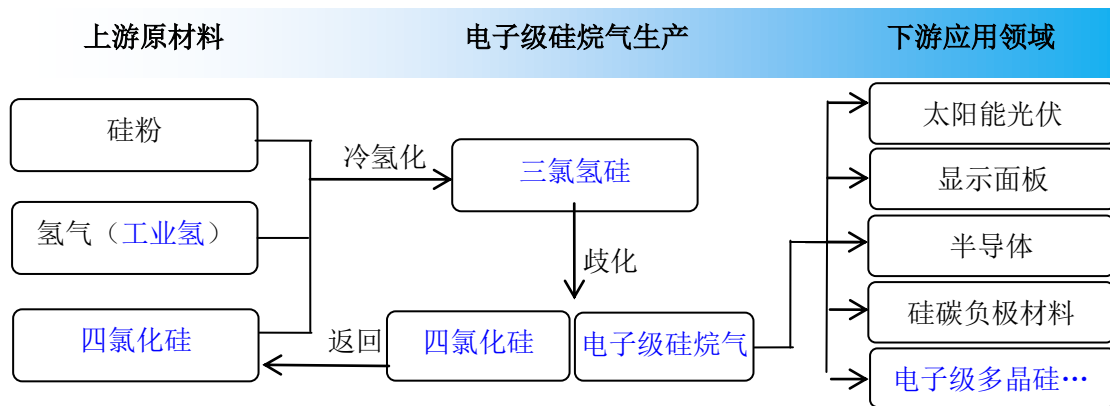 上游原材料
电子级硅烷气生产
下游应用领域
硅粉
氢气（工业氢）
四氯化硅
冷氢化
三氯氢硅
歧化
返回
四氯化硅
电子级硅烷气
太阳能光伏
显示面板
半导体
硅碳负极材料
电子级多晶硅…